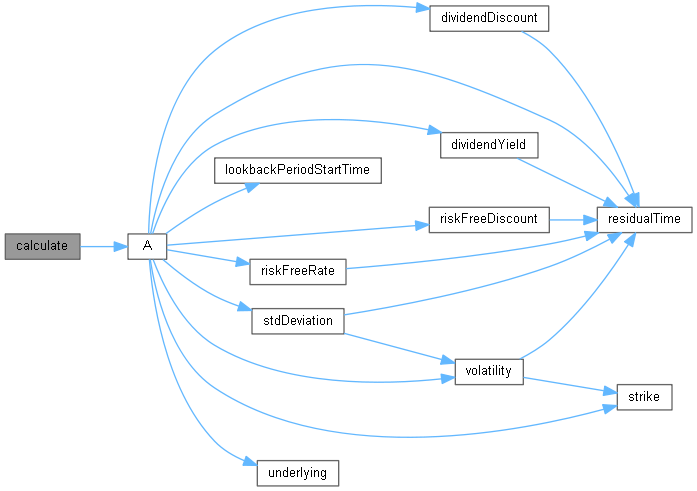 dividendDiscount
dividendYield
lookbackPeriodStartTime
riskFreeDiscount
residualTime
calculate
A
riskFreeRate
stdDeviation
volatility
strike
underlying